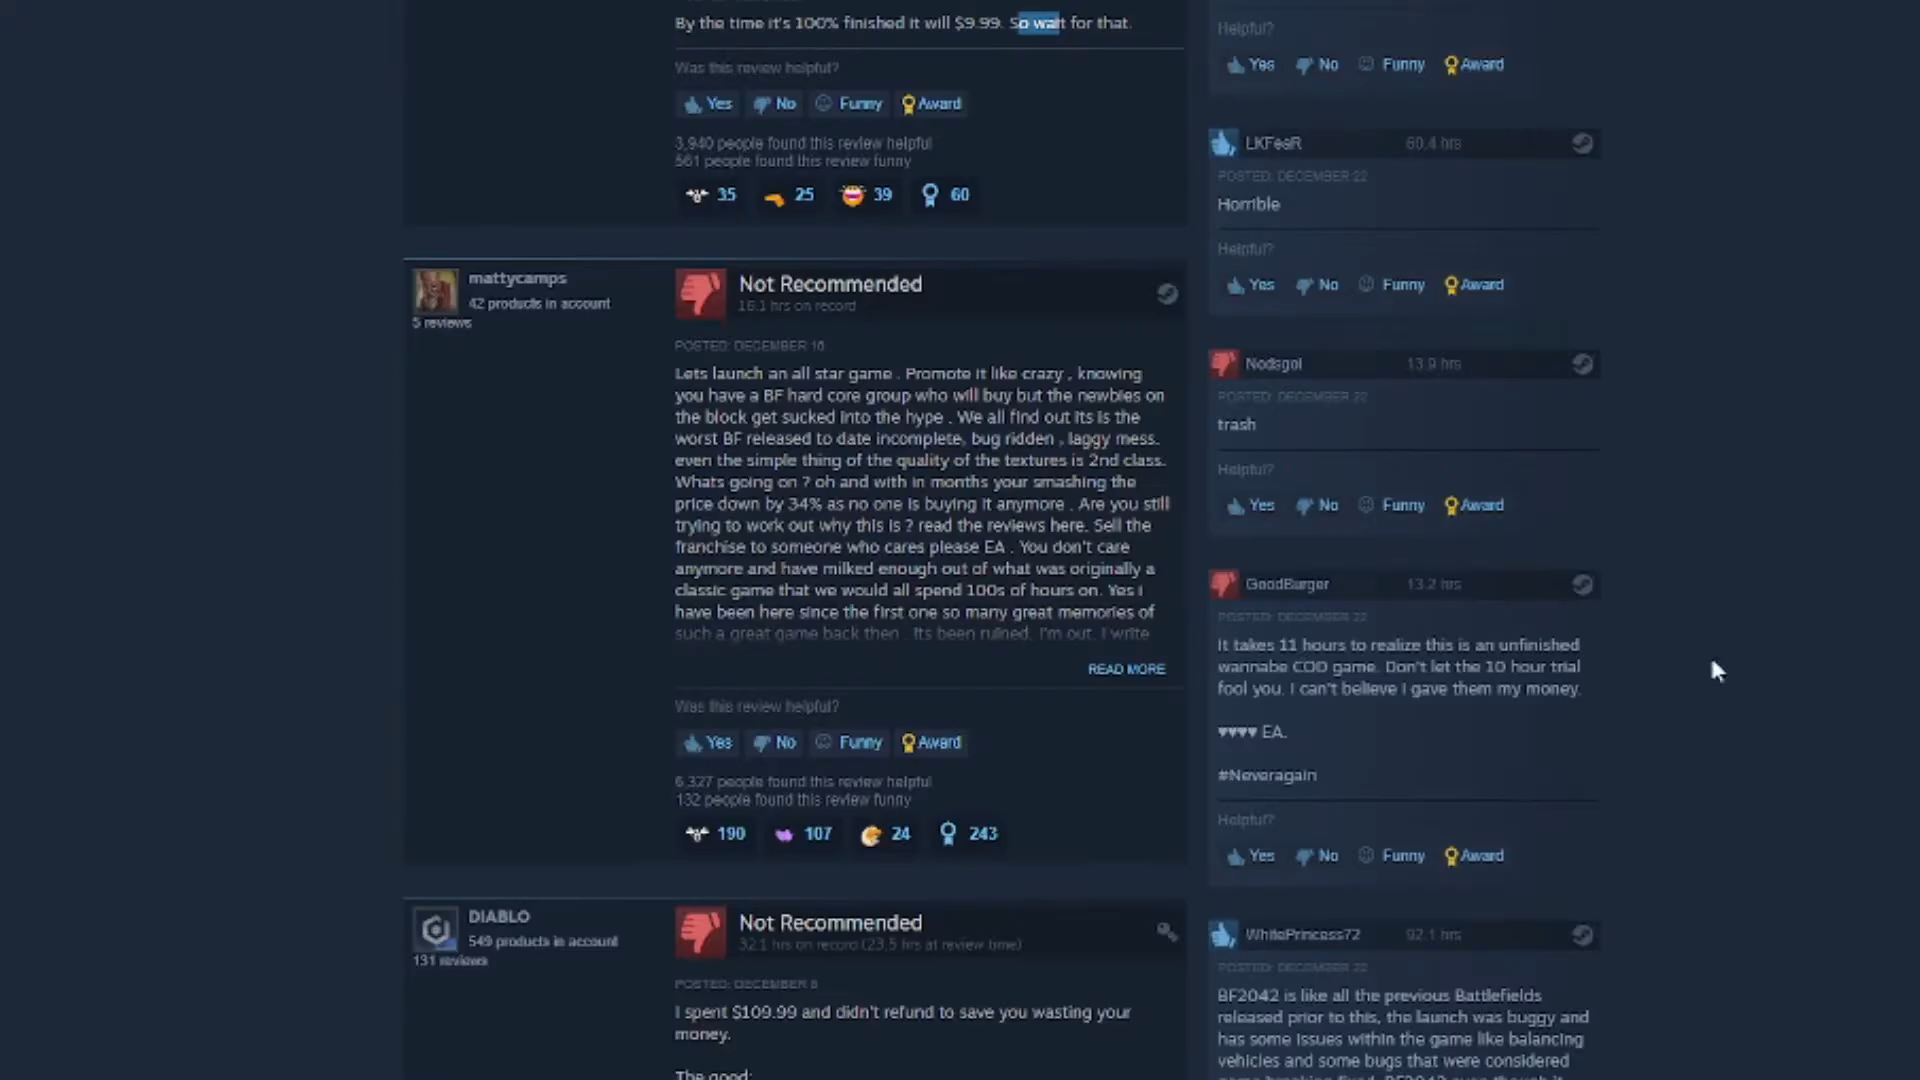 By the time it's 100% finished it will $9.99. So wait for that.
Was this review helpful?
Yes No Funny Award
3,940 people found this review helpful
561 people found this review funny
35 25 39 60
mattycamps
42 products in account
5 reviews
Not Recommended
16.1 hrs on record
POSTED: DECEMBER 16
Lets launch an all star game . Promote it like crazy , knowing
you have a BF hard core group who will buy but the newbies on
the block get sucked into the hype . We all find out its is the
worst BF released to date incomplete, bug ridden , laggy mess.
even the simple thing of the quality of the textures is 2nd class.
Whats going on ? oh and with in months your smashing the
price down by 34% as no one is buying it anymore . Are you still
trying to work out why this is ? read the reviews here. Sell the
franchise to someone who cares please EA . You don't care
anymore and have milked enough out of what was originally a
classic game that we would all spend 100s of hours on. Yes i
have been here since the first one so many great memories of
such a great game back then . Its been ruined. I'm out. I write
READ MORE
Was this review helpful?
Yes No Funny Award
6,327 people found this review helpful
132 people found this review funny
190 107 24 243
DIABLO
549 products in account
131 reviews
Not Recommended
32.1 hrs on record (23.5 hrs at review time)
POSTED: DECEMBER 8
I spent $109.99 and didn't refund to save you wasting your
money.
The good:
Helpful?
Yes No Funny Award
LKFeaR 60.4 hrs
POSTED: DECEMBER 22
Horrible
Helpful?
Yes No Funny Award
Nodsgol 13.9 hrs
POSTED: DECEMBER 22
trash
Helpful?
Yes No Funny Award
GoodBurger 13.2 hrs
POSTED: DECEMBER 22
It takes 11 hours to realize this is an unfinished
wannabe COD game. Don't let the 10 hour trial
fool you. I can't believe I gave them my money.
♥♥♥♥ EA.
#Neveragain
Helpful?
Yes No Funny Award
WhitePrincess72 92.1 hrs
POSTED: DECEMBER 22
BF2042 is like all the previous Battlefields
released prior to this, the launch was buggy and
has some issues within the game like balancing
vehicles and some bugs that were considered